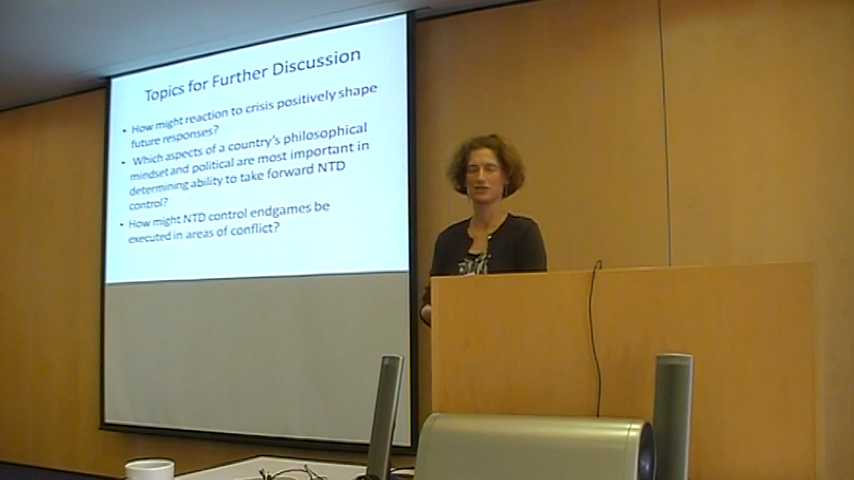 Topics for Further Discussion
• How might reaction to crisis positively shape
future responses?
• Which aspects of a country's philosophical
mindset and political are most important in
determining ability to take forward NTD
control?
• How might NTD control endgames be
executed in areas of conflict?